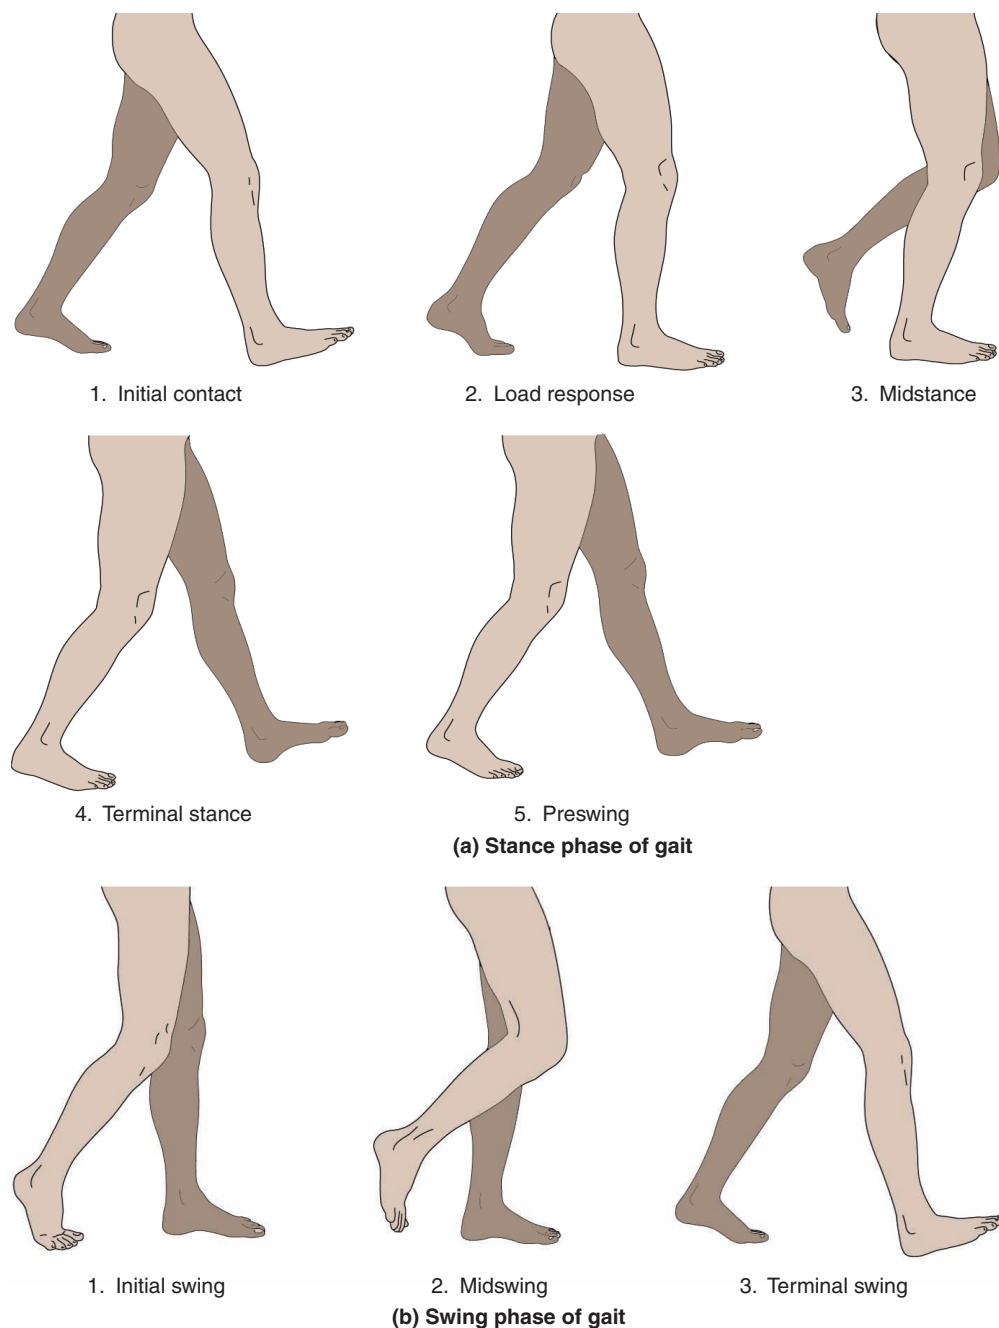 1. Initial contact
2. Load response
3. Midstance
4. Terminal stance
5. Preswing
(a) Stance phase of gait
1. Initial swing
2. Midswing
3. Terminal swing
(b) Swing phase of gait